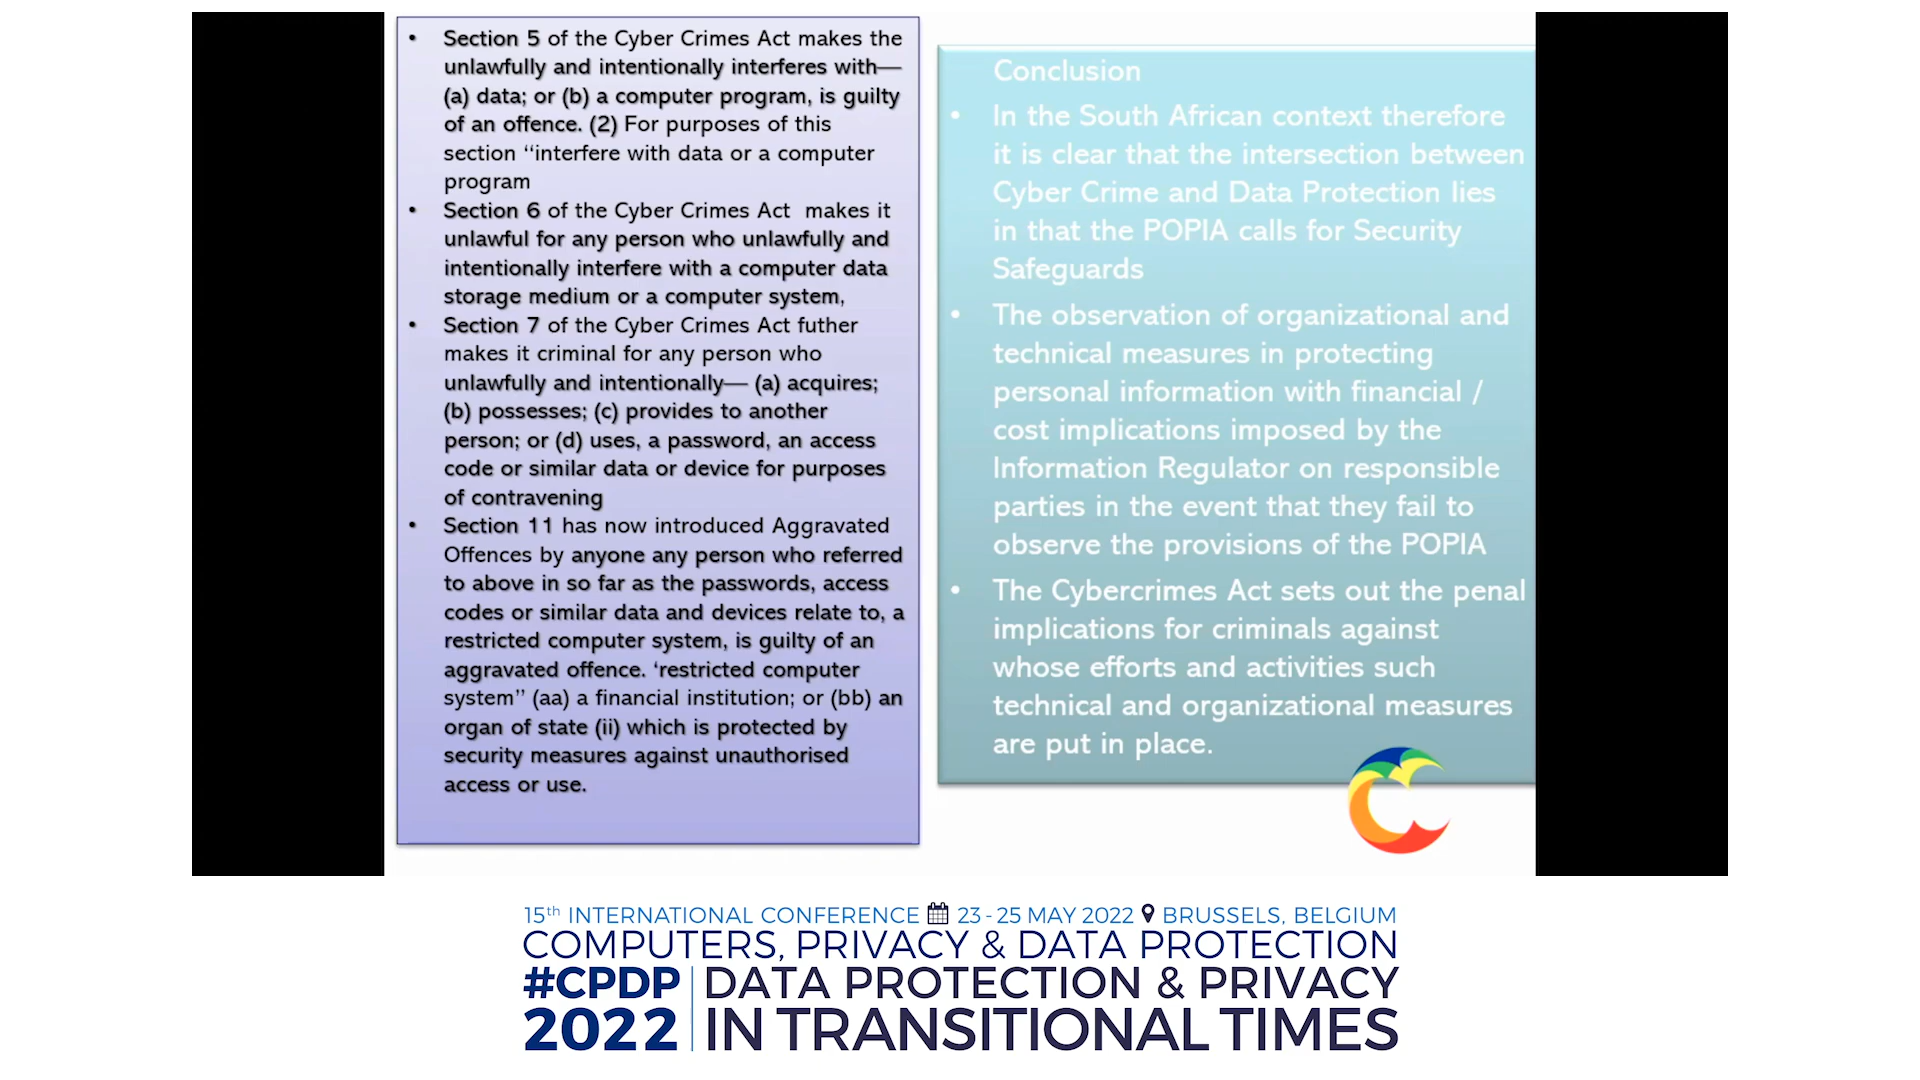 • Section 5 of the Cyber Crimes Act makes the
unlawfully and intentionally interferes with—
(a) data; or (b) a computer program, is guilty
of an offence. (2) For purposes of this
section ‘‘interfere with data or a computer
program
• Section 6 of the Cyber Crimes Act  makes it
unlawful for any person who unlawfully and
intentionally interfere with a computer data
storage medium or a computer system,
• Section 7 of the Cyber Crimes Act futher
makes it criminal for any person who
unlawfully and intentionally— (a) acquires;
(b) possesses; (c) provides to another
person; or (d) uses, a password, an access
code or similar data or device for purposes
of contravening
• Section 11 has now introduced Aggravated
Offences by anyone any person who referred
to above in so far as the passwords, access
codes or similar data and devices relate to, a
restricted computer system, is guilty of an
aggravated offence. ‘restricted computer
system’’ (aa) a financial institution; or (bb) an
organ of state (ii) which is protected by
security measures against unauthorised
access or use.
Conclusion
• In the South African context therefore
it is clear that the intersection between
Cyber Crime and Data Protection lies
in that the POPIA calls for Security
Safeguards
• The observation of organizational and
technical measures in protecting
personal information with financial /
cost implications imposed by the
Information Regulator on responsible
parties in the event that they fail to
observe the provisions of the POPIA
• The Cybercrimes Act sets out the penal
implications for criminals against
whose efforts and activities such
technical and organizational measures
are put in place.
15th INTERNATIONAL CONFERENCE 23 - 25 MAY 2022 BRUSSELS, BELGIUM
COMPUTERS, PRIVACY & DATA PROTECTION
#CPDP DATA PROTECTION & PRIVACY
2022 IN TRANSITIONAL TIMES